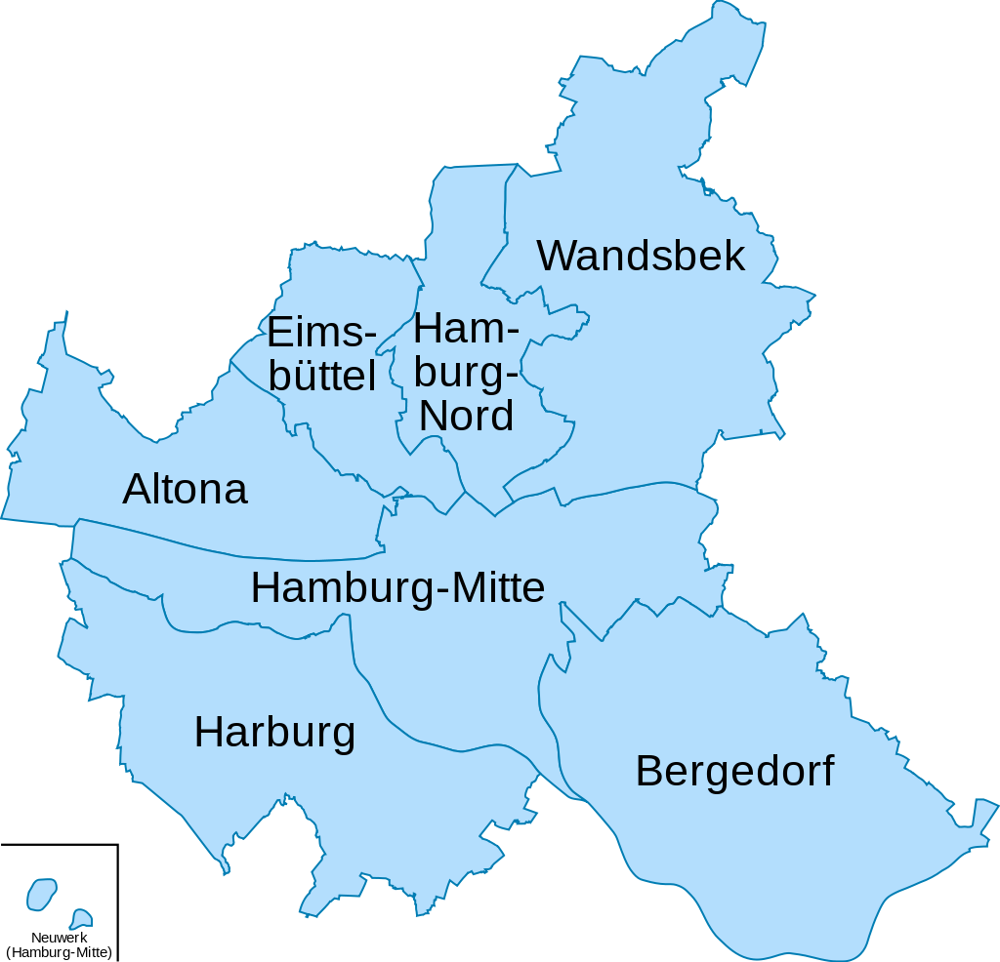 Wandsbek
Eims-
büttel
Ham-
burg-
Nord
Altona
Hamburg-Mitte
Harburg
Bergedorf
Neuwerk
(Hamburg-Mitte)